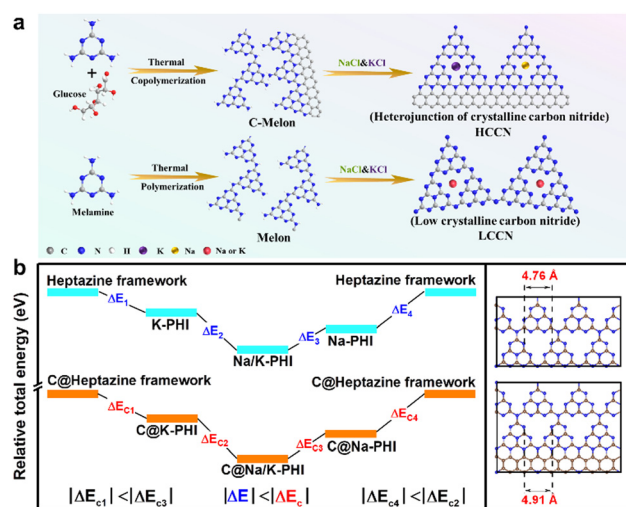 a
Glucose
Thermal
Copolymerization
C-Melon
NaCl&KCl
(Heterojunction of crystalline carbon nitride)
HCCN
Melamine
Thermal
Polymerization
Melon
NaCl&KCl
(Low crystalline carbon nitride)
LCCN
C N H K Na Na or K
b
Relative total energy (eV)
Heptazine framework
ΔE1
K-PHI
ΔE2
Na/K-PHI
ΔE3
Na-PHI
ΔE4
Heptazine framework
C@Heptazine framework
ΔEC1
C@K-PHI
ΔEC2
C@Na/K-PHI
ΔEC3
C@Na-PHI
ΔEC4
C@Heptazine framework
|ΔEc1|<|ΔEc3|
|ΔE|<|ΔEc|
|ΔEc4|<|ΔEc2|
4.76 Å
4.91 Å